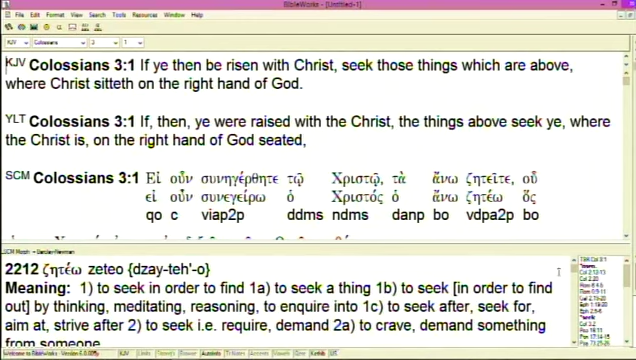 BibleWorks - [Untitled-1]
File Edit Format View Search Tools Resources Window Help
KJV Colossians 3 1
KJV Colossians 3:1 If ye then be risen with Christ, seek those things which are above,
where Christ sitteth on the right hand of God.
YLT Colossians 3:1 If, then, ye were raised with the Christ, the things above seek ye, where
the Christ is, on the right hand of God seated,
SCM Colossians 3:1 Εἰ οὖν συνηγέρθητε τῷ Χριστῷ, τὰ ἄνω ζητεῖτε, οὗ
εἰ οὖν συνεγείρω ὁ Χριστός ὁ ἄνω ζητέω ὅς
qo c viap2p ddms ndms danp bo vdpa2p bo
2212 ζητέω zeteo {dzay-teh'-o}
Meaning: 1) to seek in order to find 1a) to seek a thing 1b) to seek [in order to find
out] by thinking, meditating, reasoning, to enquire into 1c) to seek after, seek for,
aim at, strive after 2) to seek i.e. require, demand 2a) to crave, demand something
from someone